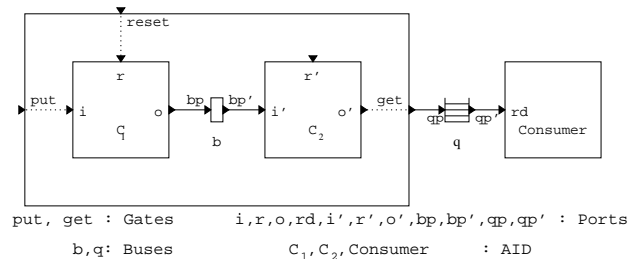 reset
r r'
put bp bp' get
i o i' o' qp qp' rd
C1 C2 Consumer
b q
put, get : Gates i,r,o,rd,i',r',o',bp,bp',qp,qp' : Ports
b,q: Buses C1,C2,Consumer : AID